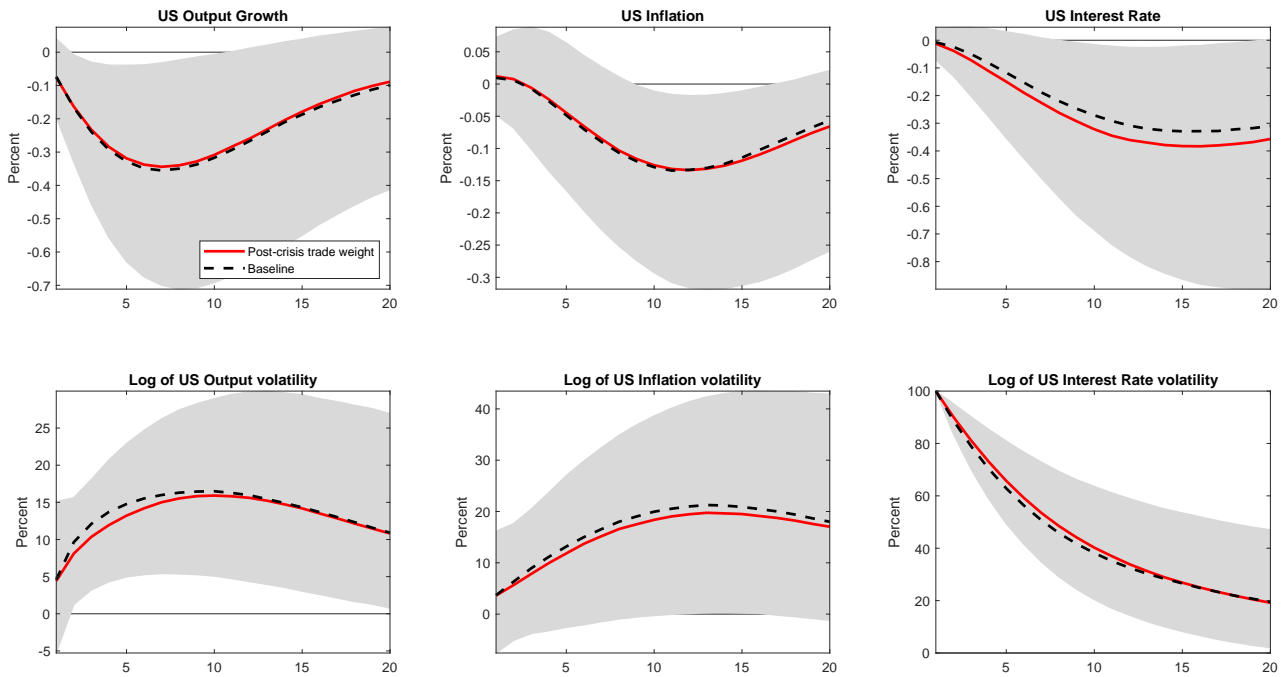 US Output Growth
Percent
0
-0.1
-0.2
-0.3
-0.4
-0.5
-0.6
-0.7
5 10 15 20
Post-crisis trade weight
Baseline
US Inflation
Percent
0.05
0
-0.05
-0.1
-0.15
-0.2
-0.25
-0.3
5 10 15 20
US Interest Rate
Percent
0
-0.1
-0.2
-0.3
-0.4
-0.5
-0.6
-0.7
-0.8
5 10 15 20
Log of US Output volatility
Percent
25
20
15
10
5
0
-5
5 10 15 20
Log of US Inflation volatility
Percent
40
30
20
10
0
5 10 15 20
Log of US Interest Rate volatility
Percent
100
80
60
40
20
0
5 10 15 20